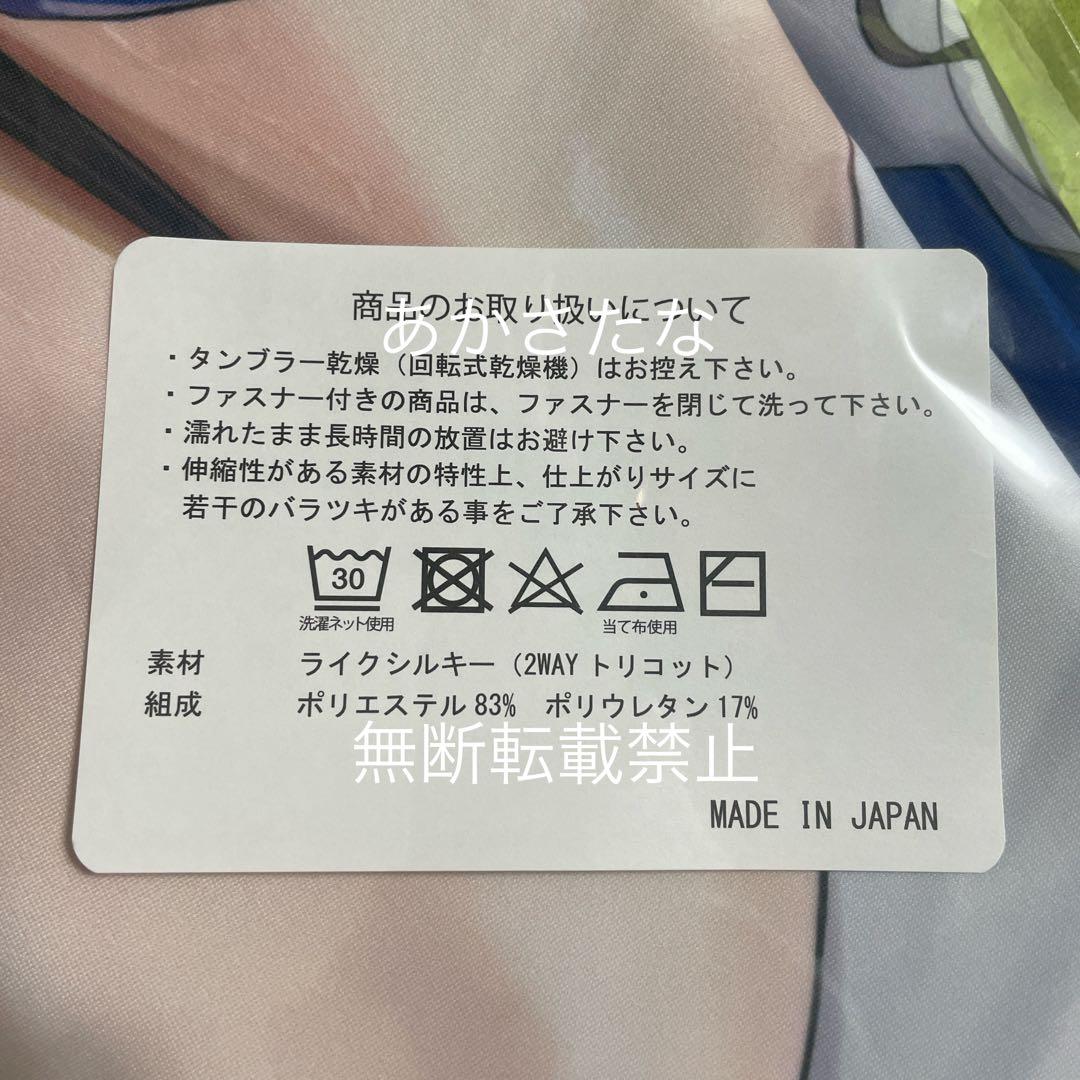 商品のお取り扱いについて
あかさたな
・タンブラー乾燥（回転式乾燥機）はお控え下さい。
・ファスナー付きの商品は、ファスナーを閉じて洗って下さい。
・濡れたまま長時間の放置はお避け下さい。
・伸縮性がある素材の特性上、仕上がりサイズに
若干のバラツキがある事をご了承下さい。
30
洗濯ネット使用
当て布使用
素材 ライクシルキー（2WAYトリコット）
組成 ポリエステル83% ポリウレタン17%
無断転載禁止
MADE IN JAPAN